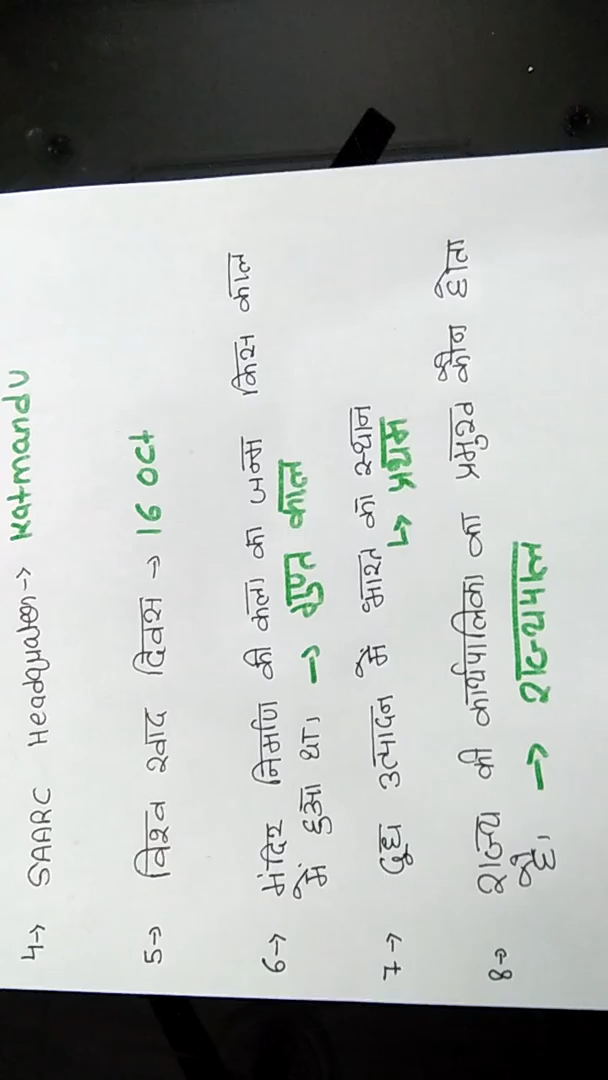 4→ SAARC Headquater→ Katmandu
5→ विश्व खाद दिवस → 16 oct
6→ मंदिर निर्माण की कला का जन्म किस काल
में हुआ था। → गुप्त काल
7→ दुग्ध उत्पादन में भारत का स्थान
↳ प्रथम
8→ राज्य की कार्यपालिका का प्रमुख कौन होता
है। → राज्यपाल